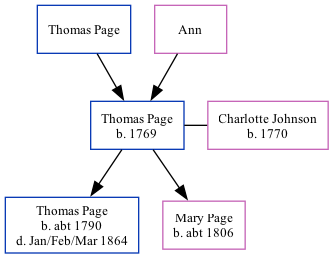 Thomas Page
Ann
Thomas Page
b. 1769
Charlotte Johnson
b. 1770
Thomas Page
b. abt 1790
d. Jan/Feb/Mar 1864
Mary Page
b. abt 1806